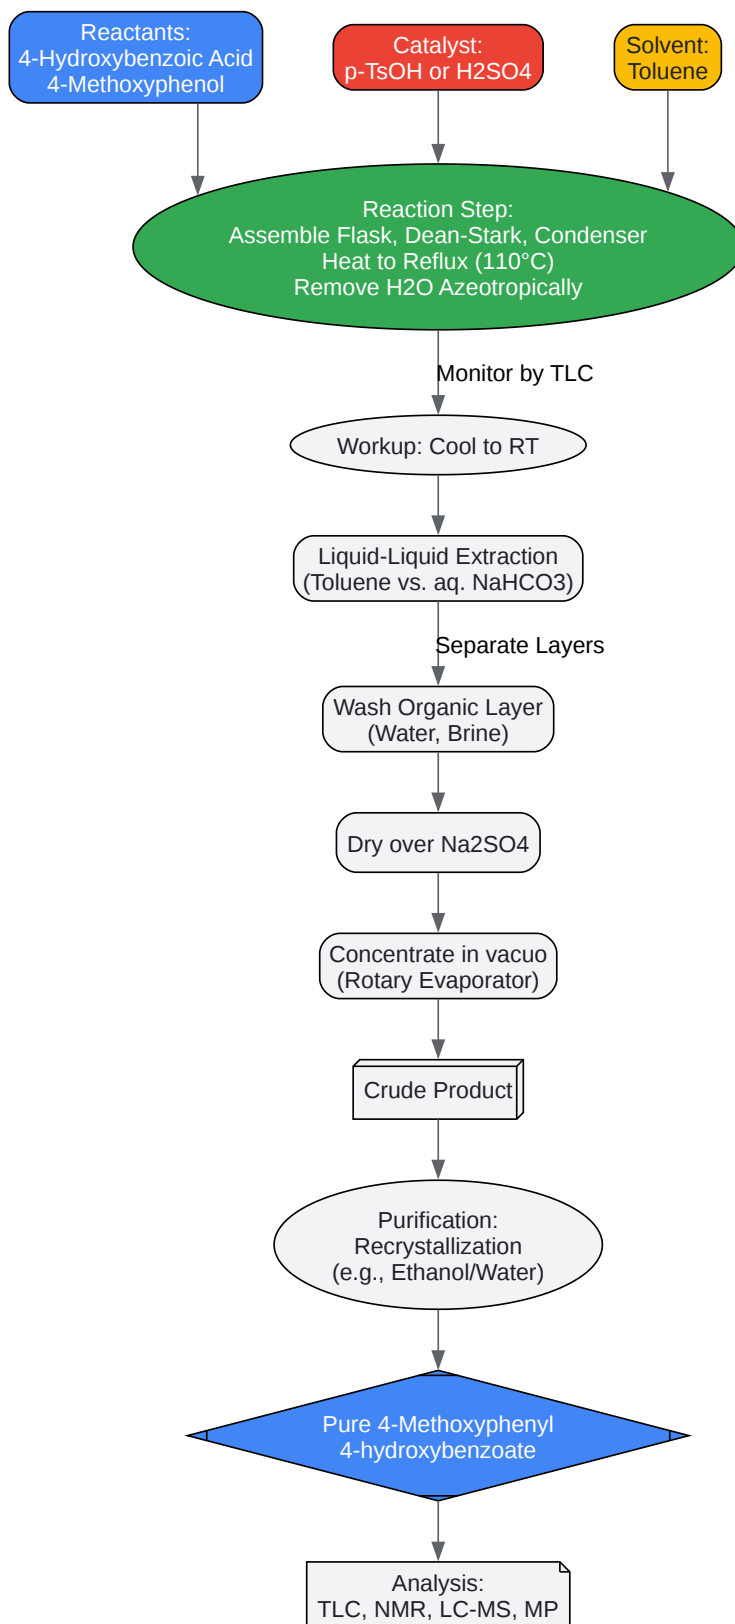 Reactants:
4-Hydroxybenzoic Acid
4-Methoxyphenol
Catalyst:
p-TsOH or H2SO4
Solvent:
Toluene
Reaction Step:
Assemble Flask, Dean-Stark, Condenser
Heat to Reflux (110°C)
Remove H2O Azeotropically
Monitor by TLC
Workup: Cool to RT
Liquid-Liquid Extraction
(Toluene vs. aq. NaHCO3)
Separate Layers
Wash Organic Layer
(Water, Brine)
Dry over Na2SO4
Concentrate in vacuo
(Rotary Evaporator)
Crude Product
Purification:
Recrystallization
(e.g., Ethanol/Water)
Pure 4-Methoxyphenyl
4-hydroxybenzoate
Analysis:
TLC, NMR, LC-MS, MP